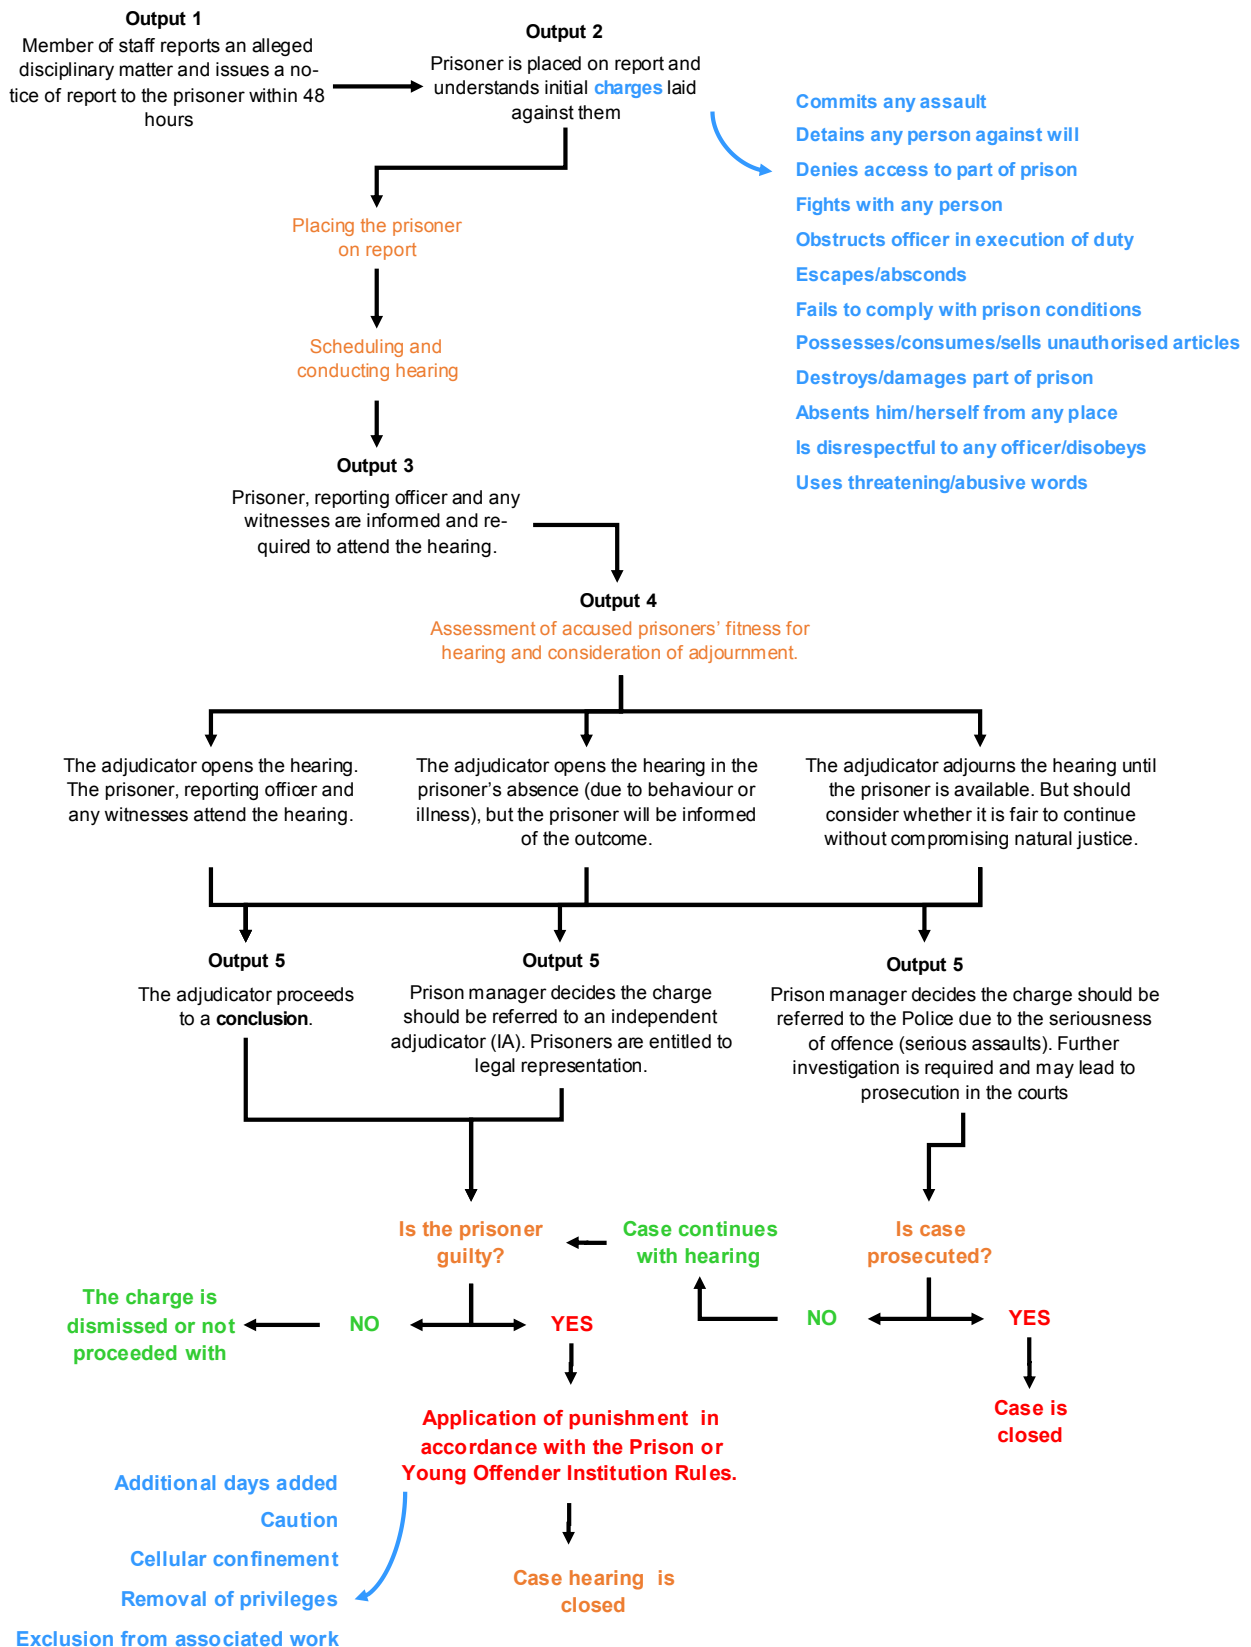 Output 1
Member of staff reports an alleged
disciplinary matter and issues a no-
tice of report to the prisoner within 48
hours
Output 2
Prisoner is placed on report and
understands initial charges laid
against them
Commits any assault
Detains any person against will
Denies access to part of prison
Fights with any person
Obstructs officer in execution of duty
Escapes/absconds
Fails to comply with prison conditions
Possesses/consumes/sells unauthorised articles
Destroys/damages part of prison
Absents him/herself from any place
Is disrespectful to any officer/disobeys
Uses threatening/abusive words
Placing the prisoner
on report
Scheduling and
conducting hearing
Output 3
Prisoner, reporting officer and any
witnesses are informed and re-
quired to attend the hearing.
Output 4
Assessment of accused prisoners’ fitness for
hearing and consideration of adjournment.
The adjudicator opens the hearing.
The prisoner, reporting officer and
any witnesses attend the hearing.
The adjudicator opens the hearing in the
prisoner’s absence (due to behaviour or
illness), but the prisoner will be informed
of the outcome.
The adjudicator adjourns the hearing until
the prisoner is available. But should
consider whether it is fair to continue
without compromising natural justice.
Output 5
The adjudicator proceeds
to a conclusion.
Output 5
Prison manager decides the charge
should be referred to an independent
adjudicator (IA). Prisoners are entitled to
legal representation.
Output 5
Prison manager decides the charge should be
referred to the Police due to the seriousness
of offence (serious assaults). Further
investigation is required and may lead to
prosecution in the courts
Is the prisoner
guilty?
Case continues
with hearing
Is case
prosecuted?
The charge is
dismissed or not
proceeded with
NO
YES
NO
YES
Case is
closed
Application of punishment in
accordance with the Prison or
Young Offender Institution Rules.
Additional days added
Caution
Cellular confinement
Removal of privileges
Exclusion from associated work
Case hearing is
closed